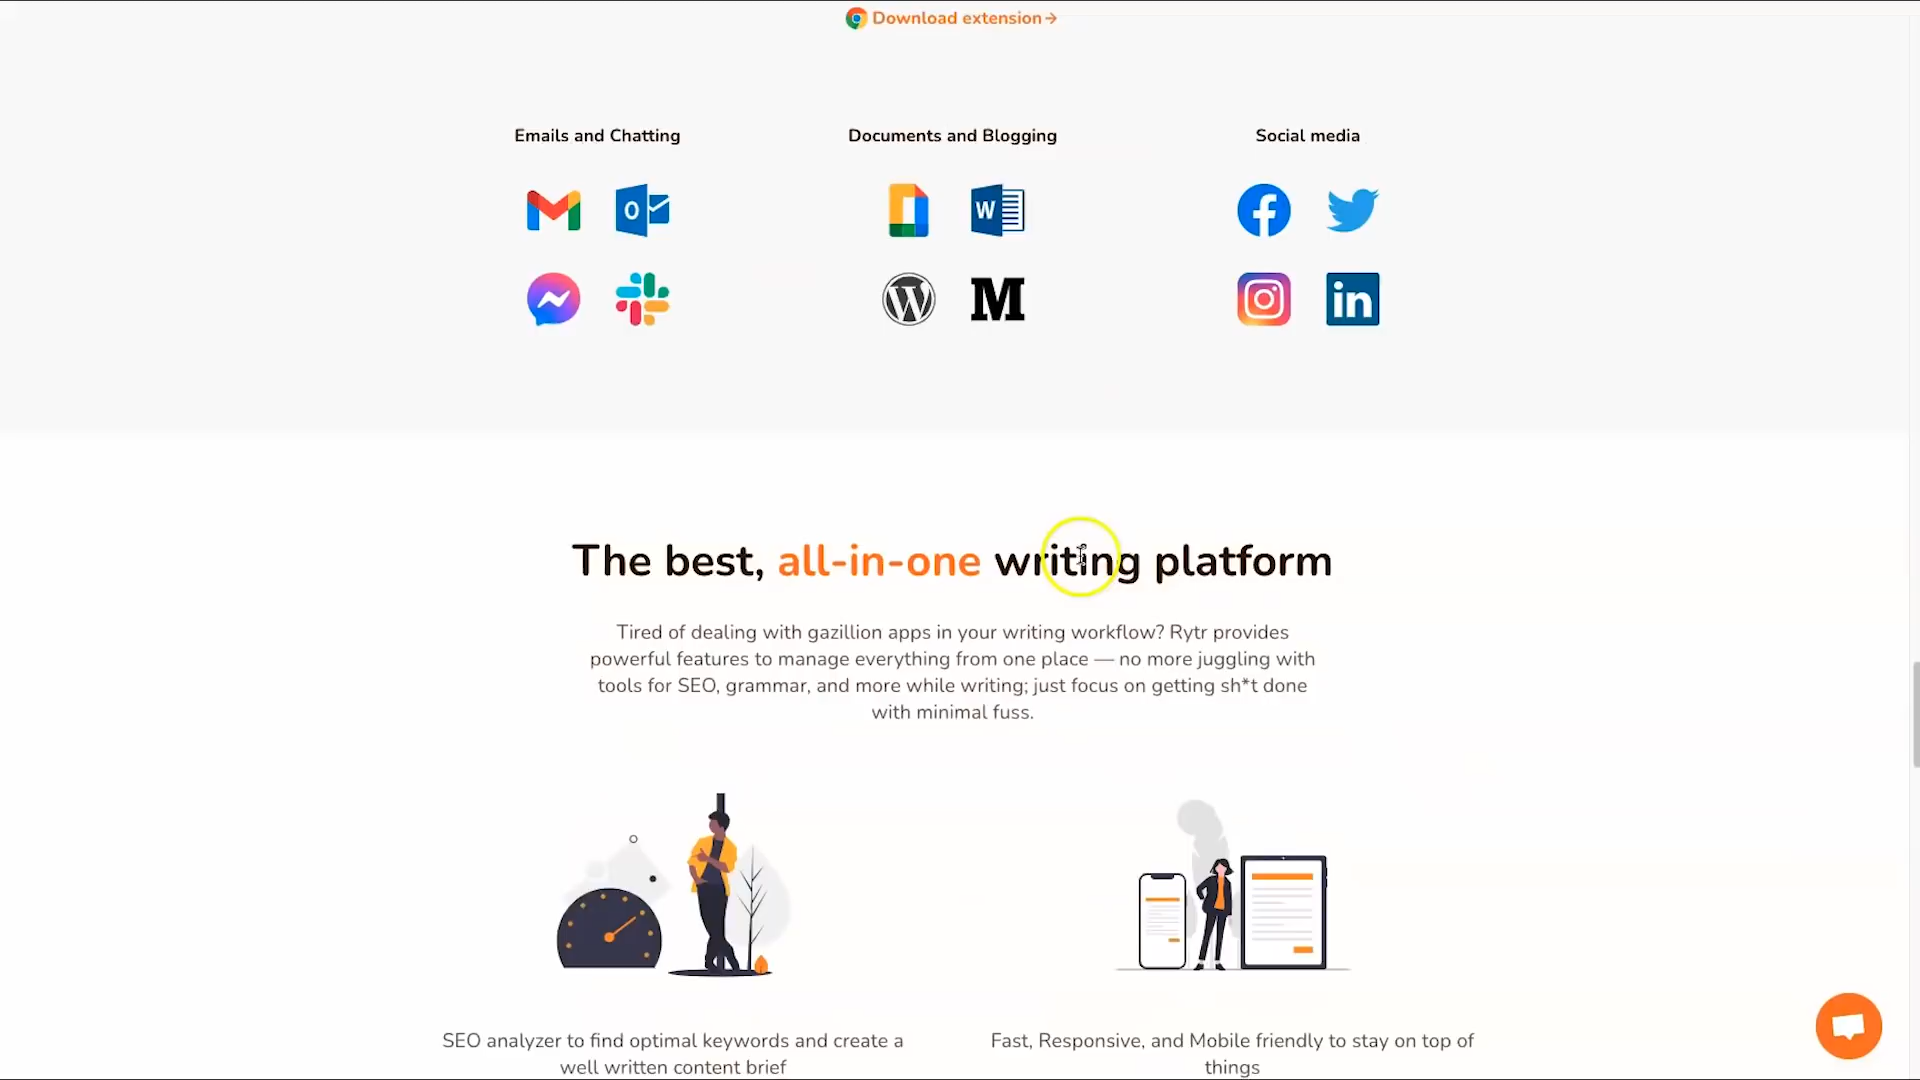 Download extension→
Emails and Chatting
Documents and Blogging
Social media
The best, all-in-one writing platform
Tired of dealing with gazillion apps in your writing workflow? Rytr provides
powerful features to manage everything from one place — no more juggling with
tools for SEO, grammar, and more while writing; just focus on getting sh*t done
with minimal fuss.
SEO analyzer to find optimal keywords and create a
well written content brief
Fast, Responsive, and Mobile friendly to stay on top of
things